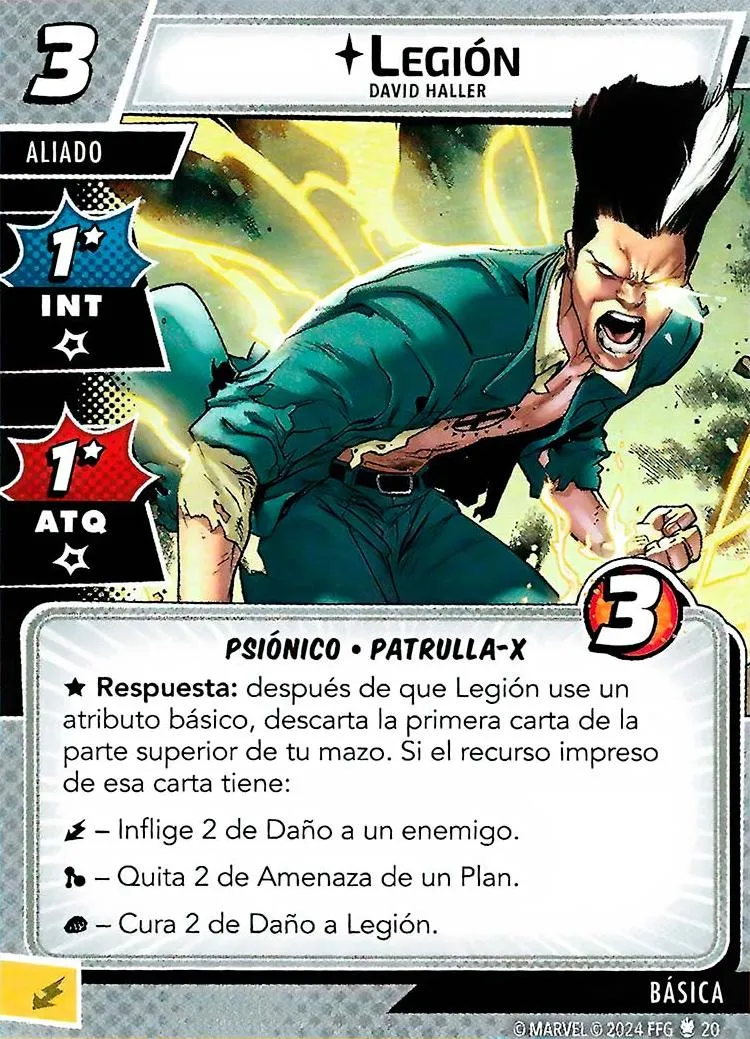 3
LEGIÓN
DAVID HALLER
ALIADO
1
INT
1
ATQ
3
PSIÓNICO • PATRULLA-X
★ Respuesta: después de que Legión use un
atributo básico, descarta la primera carta de la
parte superior de tu mazo. Si el recurso impreso
de esa carta tiene:
– Inflige 2 de Daño a un enemigo.
– Quita 2 de Amenaza de un Plan.
– Cura 2 de Daño a Legión.
BÁSICA
© MARVEL © 2024 FFG 20